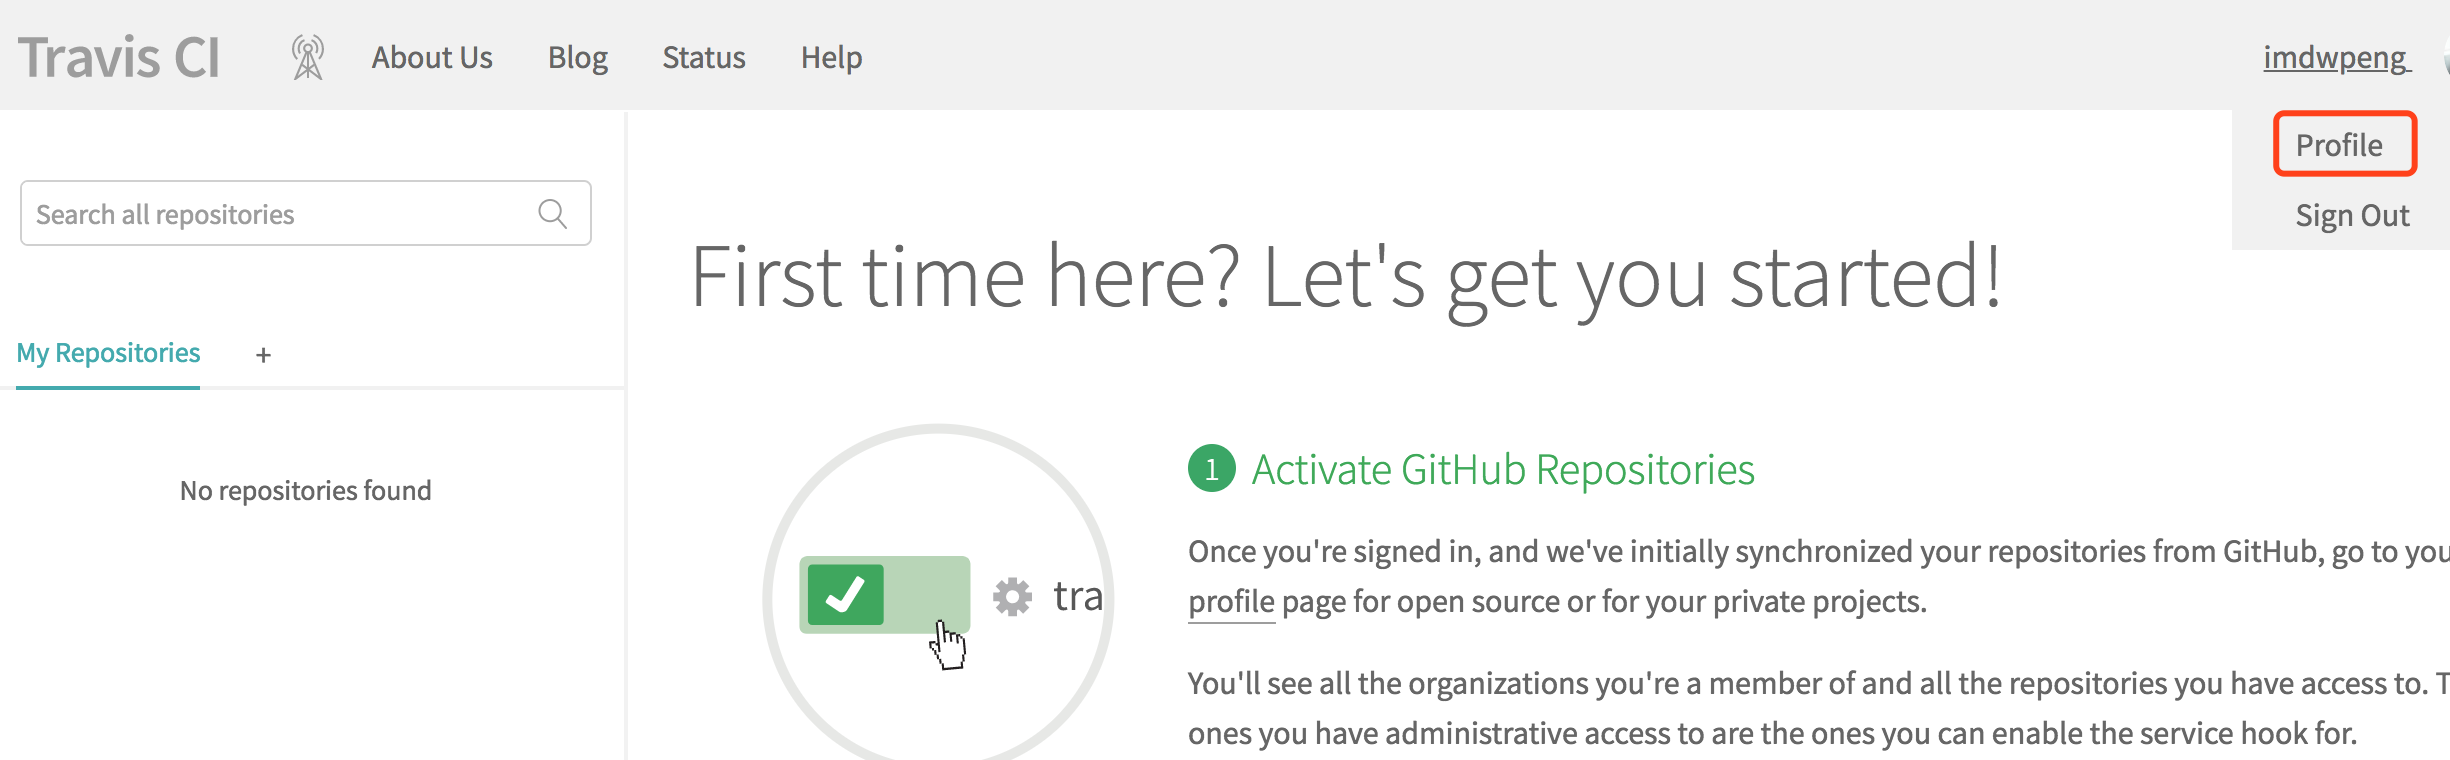 Travis CI
About Us
Blog
Status
Help
imdwpeng
Profile
Sign Out
Search all repositories
My Repositories
+
No repositories found
First time here? Let's get you started!
tra
1 Activate GitHub Repositories
Once you're signed in, and we've initially synchronized your repositories from GitHub, go to you
profile page for open source or for your private projects.
You'll see all the organizations you're a member of and all the repositories you have access to. T
ones you have administrative access to are the ones you can enable the service hook for.